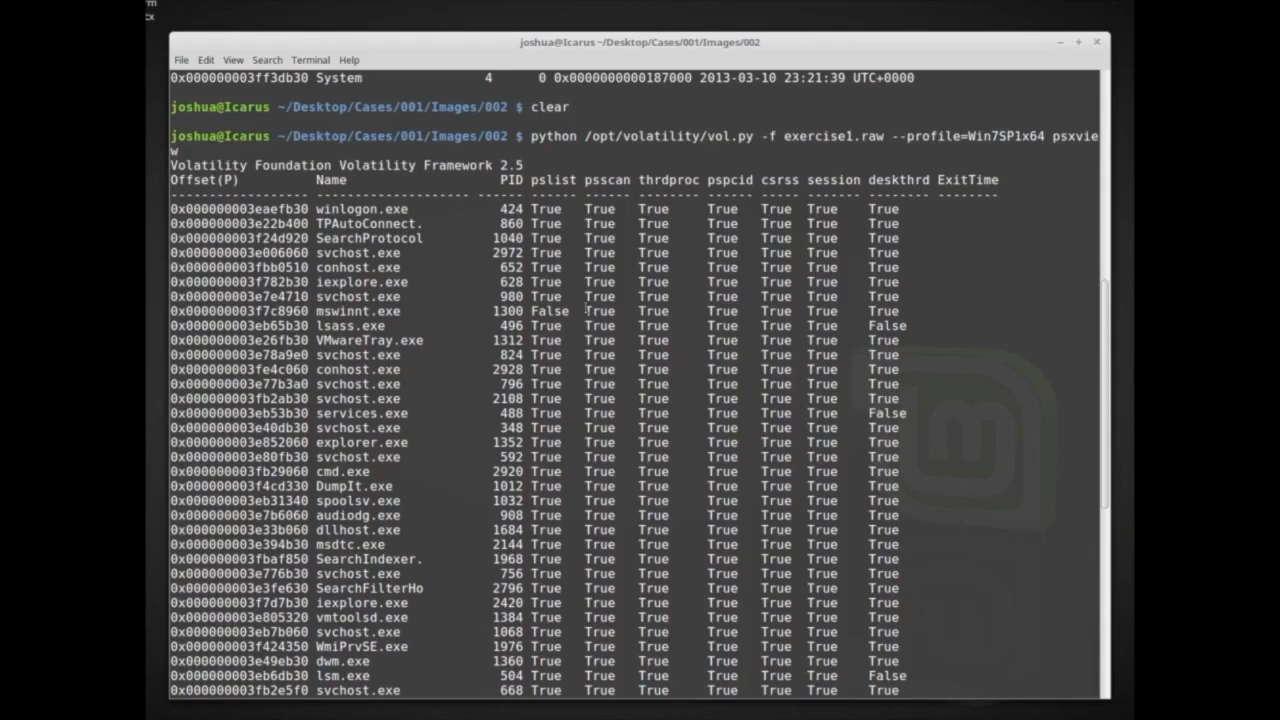 rm
cx
joshua@Icarus ~/Desktop/Cases/001/Images/002
File Edit View Search Terminal Help
0x000000003ff3db30 System 4 0 0x0000000000187000 2013-03-10 23:21:39 UTC+0000
joshua@Icarus ~/Desktop/Cases/001/Images/002 $ clear
joshua@Icarus ~/Desktop/Cases/001/Images/002 $ python /opt/volatility/vol.py -f exercise1.raw --profile=Win7SP1x64 psxvie
w
Volatility Foundation Volatility Framework 2.5
Offset(P) Name PID pslist psscan thrdproc pspcid csrss session deskthrd ExitTime
------------------ -------------------- ------ ------ ------ -------- ------ ----- ------- -------- --------
0x000000003eaefb30 winlogon.exe 424 True True True True True True True
0x000000003e22b400 TPAutoConnect. 860 True True True True True True True
0x000000003f24d920 SearchProtocol 1040 True True True True True True True
0x000000003e006060 svchost.exe 2972 True True True True True True True
0x000000003fbb0510 conhost.exe 652 True True True True True True True
0x000000003f782b30 iexplore.exe 628 True True True True True True True
0x000000003e7e4710 svchost.exe 980 True True True True True True True
0x000000003f7c8960 mswinnt.exe 1300 False True True True True True True
0x000000003eb65b30 lsass.exe 496 True True True True True True False
0x000000003e26fb30 VMwareTray.exe 1312 True True True True True True True
0x000000003e78a9e0 svchost.exe 824 True True True True True True True
0x000000003fe4c060 conhost.exe 2928 True True True True True True True
0x000000003e77b3a0 svchost.exe 796 True True True True True True True
0x000000003fb2ab30 svchost.exe 2108 True True True True True True True
0x000000003eb53b30 services.exe 488 True True True True True True False
0x000000003e40db30 svchost.exe 348 True True True True True True True
0x000000003e852060 explorer.exe 1352 True True True True True True True
0x000000003e80fb30 svchost.exe 592 True True True True True True True
0x000000003fb29060 cmd.exe 2920 True True True True True True True
0x000000003f4cd330 DumpIt.exe 1012 True True True True True True True
0x000000003eb31340 spoolsv.exe 1032 True True True True True True True
0x000000003e7b6060 audiodg.exe 908 True True True True True True True
0x000000003e33b060 dllhost.exe 1684 True True True True True True True
0x000000003e394b30 msdtc.exe 2144 True True True True True True True
0x000000003fbaf850 SearchIndexer. 1968 True True True True True True True
0x000000003e776b30 svchost.exe 756 True True True True True True True
0x000000003e3fe630 SearchFilterHo 2796 True True True True True True True
0x000000003f7d7b30 iexplore.exe 2420 True True True True True True True
0x000000003e805320 vmtoolsd.exe 1384 True True True True True True True
0x000000003eb7b060 svchost.exe 1068 True True True True True True True
0x000000003f424350 WmiPrvSE.exe 1976 True True True True True True True
0x000000003e49eb30 dwm.exe 1360 True True True True True True True
0x000000003eb6db30 lsm.exe 504 True True True True True True False
0x000000003fb2e5f0 svchost.exe 668 True True True True True True True